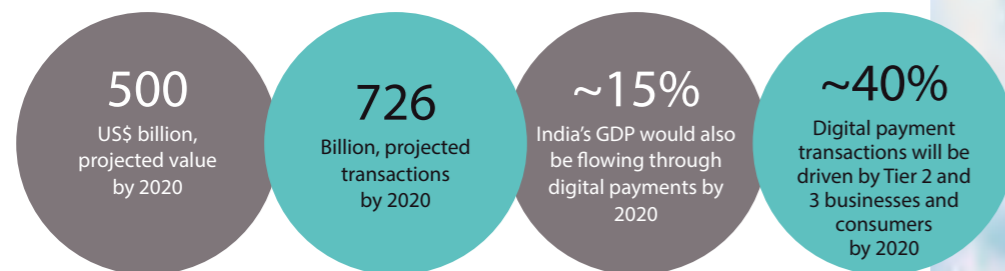 500
US$ billion,
projected value
by 2020
726
Billion, projected
transactions
by 2020
~15%
India's GDP would also
be flowing through
digital payments by
2020
~40%
Digital payment
transactions will be
driven by Tier 2 and
3 businesses and
consumers
by 2020